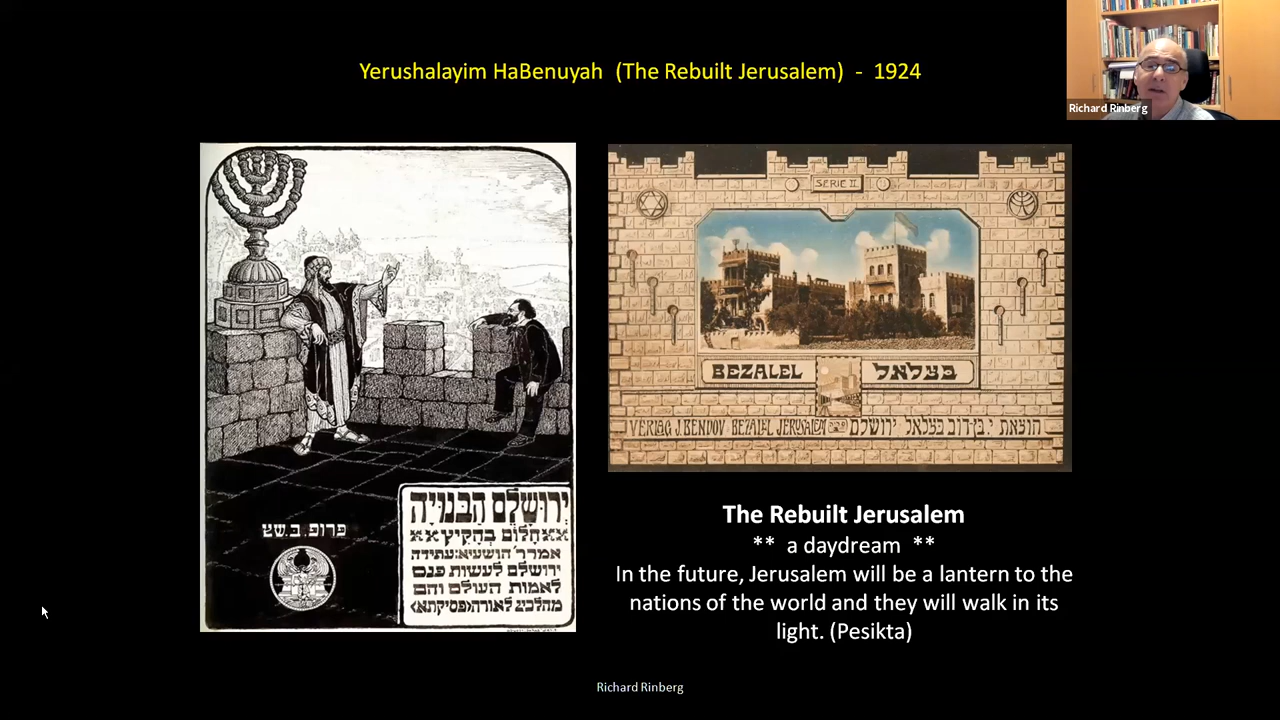 Yerushalayim HaBenuyah (The Rebuilt Jerusalem) - 1924
Richard Rinberg
ירושלם הבנויה
חלום בהקיץ
אמר ר' הושעיא: עתידה
ירושלם לעשות פנס
לאמות העולם והם
מהלכים לאורה (פסיקתא)
פרופ. ב. שץ
SERIE II
BEZALEL
בצלאל
VERLAG J. BENDOV BEZALEL JERUSALEM
הוצאת י. בן-דוב בצלאל ירושלם
The Rebuilt Jerusalem
** a daydream **
In the future, Jerusalem will be a lantern to the
nations of the world and they will walk in its
light. (Pesikta)
Richard Rinberg